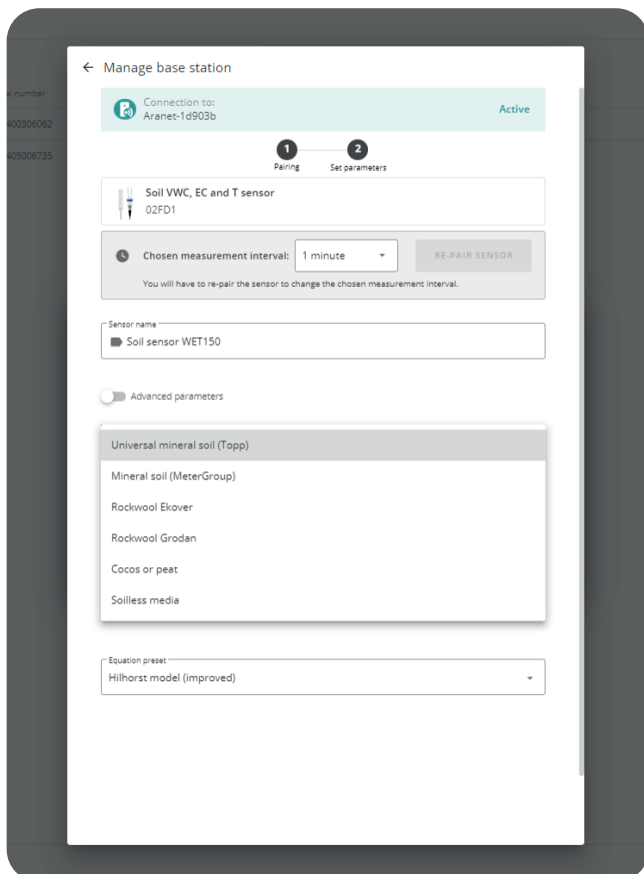 Manage base station
al number
400306062
405006735
Connection to:
Aranet-1d903b
Active
1
2
Pairing
Set parameters
Soil VWC, EC and T sensor
02FD1
Chosen measurement interval:
1 minute
RE-PAIR SENSOR
You will have to re-pair the sensor to change the chosen measurement interval.
Sensor name
Soil sensor WET150
Advanced parameters
Universal mineral soil (Topp)
Mineral soil (MeterGroup)
Rockwool Ekover
Rockwool Grodan
Cocos or peat
Soilless media
Equation preset
Hilhorst model (improved)